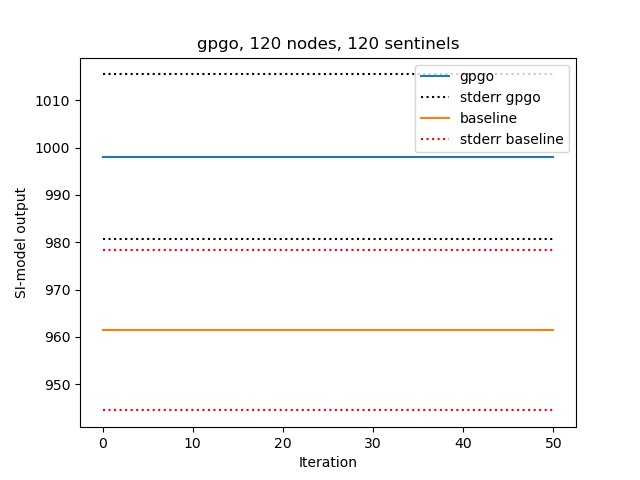 gpgo, 120 nodes, 120 sentinels
gpgo
stderr gpgo
baseline
stderr baseline
1010
1000
990
980
970
960
950
SI-model output
0 10 20 30 40 50
Iteration